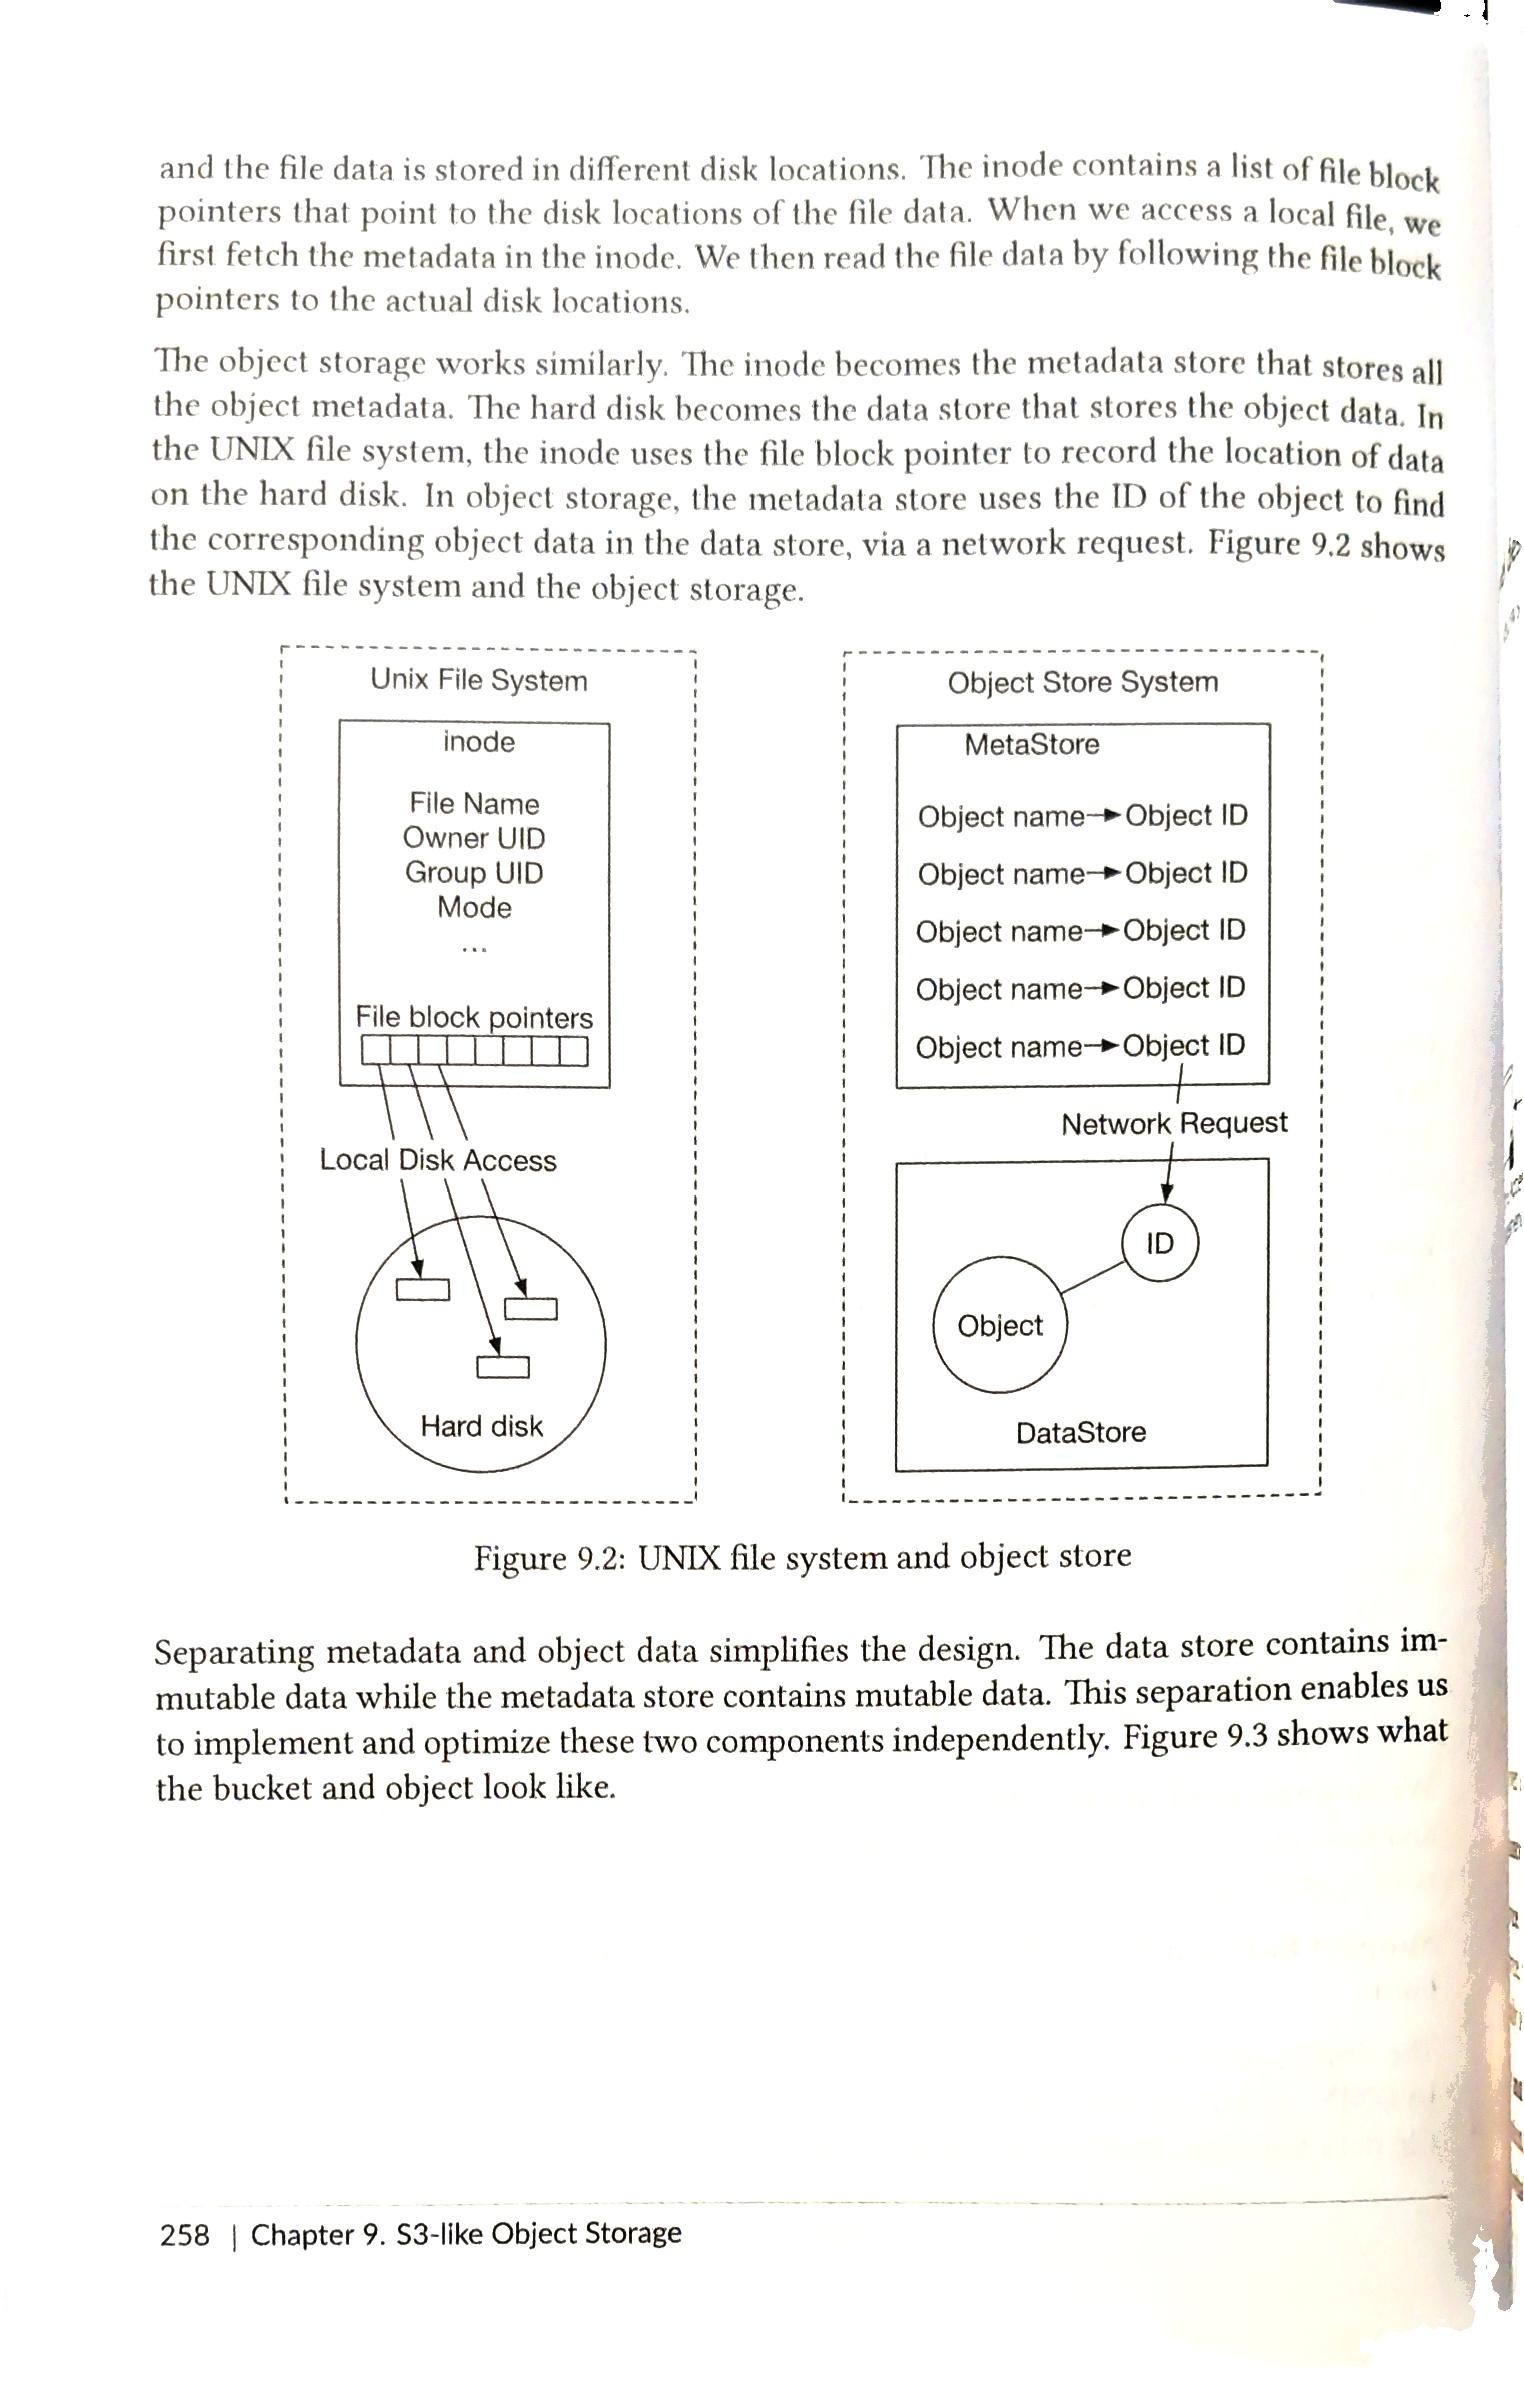 and the file data is stored in different disk locations. The inode contains a list of file block
pointers that point to the disk locations of the file data. When we access a local file, we
first fetch the metadata in the inode. We then read the file data by following the file block
pointers to the actual disk locations.
The object storage works similarly. The inode becomes the metadata store that stores all
the object metadata. The hard disk becomes the data store that stores the object data. In
the UNIX file system, the inode uses the file block pointer to record the location of data
on the hard disk. In object storage, the metadata store uses the ID of the object to find
the corresponding object data in the data store, via a network request. Figure 9.2 shows
the UNIX file system and the object storage.
Unix File System
inode
File Name
Owner UID
Group UID
Mode
...
File block pointers
Local Disk Access
Hard disk
Object Store System
MetaStore
Object name→Object ID
Object name→Object ID
Object name→Object ID
Object name→Object ID
Object name→Object ID
Network Request
ID
Object
DataStore
Figure 9.2: UNIX file system and object store
Separating metadata and object data simplifies the design. The data store contains im-
mutable data while the metadata store contains mutable data. This separation enables us
to implement and optimize these two components independently. Figure 9.3 shows what
the bucket and object look like.
258 | Chapter 9. S3-like Object Storage